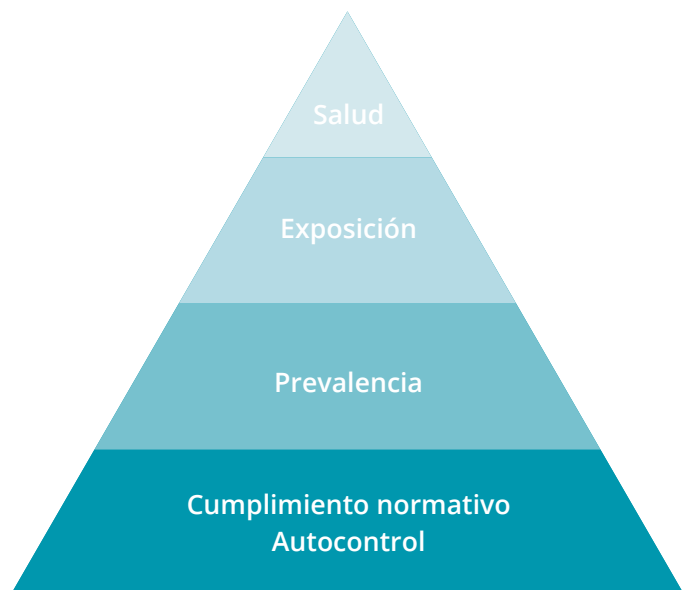 Salud
Exposición
Prevalencia
Cumplimiento normativo
Autocontrol